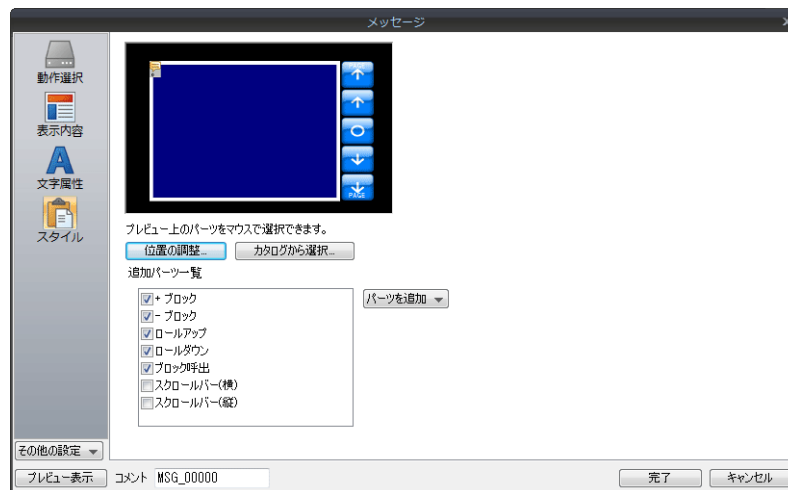 メッセージ
動作選択
表示内容
文字属性
スタイル
PAGE
プレビュー上のパーツをマウスで選択できます。
位置の調整...
カタログから選択...
追加パーツ一覧
+ ブロック
- ブロック
ロールアップ
ロールダウン
ブロック呼出
スクロールバー(横)
スクロールバー(縦)
パーツを追加
その他の設定
プレビュー表示
コメント
MSG_00000
完了
キャンセル